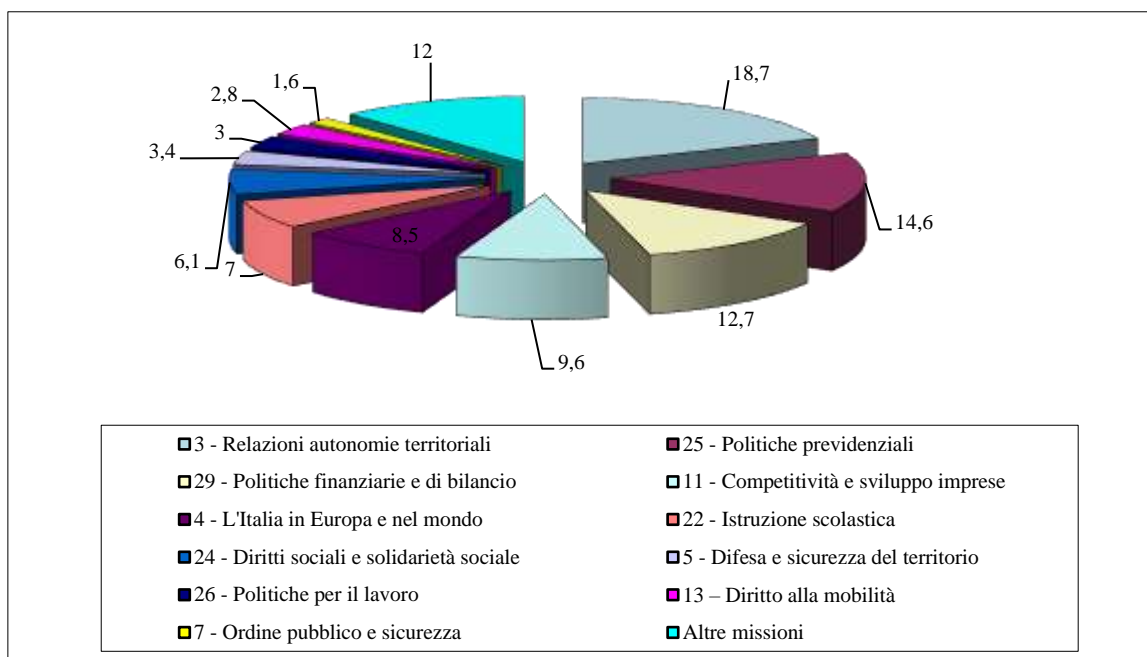 12
18,7
1,6
2,8
3
3,4
14,6
8,5
6,1
7
12,7
9,6
3 - Relazioni autonomie territoriali
25 - Politiche previdenziali
29 - Politiche finanziarie e di bilancio
11 - Competitività e sviluppo imprese
4 - L'Italia in Europa e nel mondo
22 - Istruzione scolastica
24 - Diritti sociali e solidarietà sociale
5 - Difesa e sicurezza del territorio
26 - Politiche per il lavoro
13 – Diritto alla mobilità
7 - Ordine pubblico e sicurezza
Altre missioni